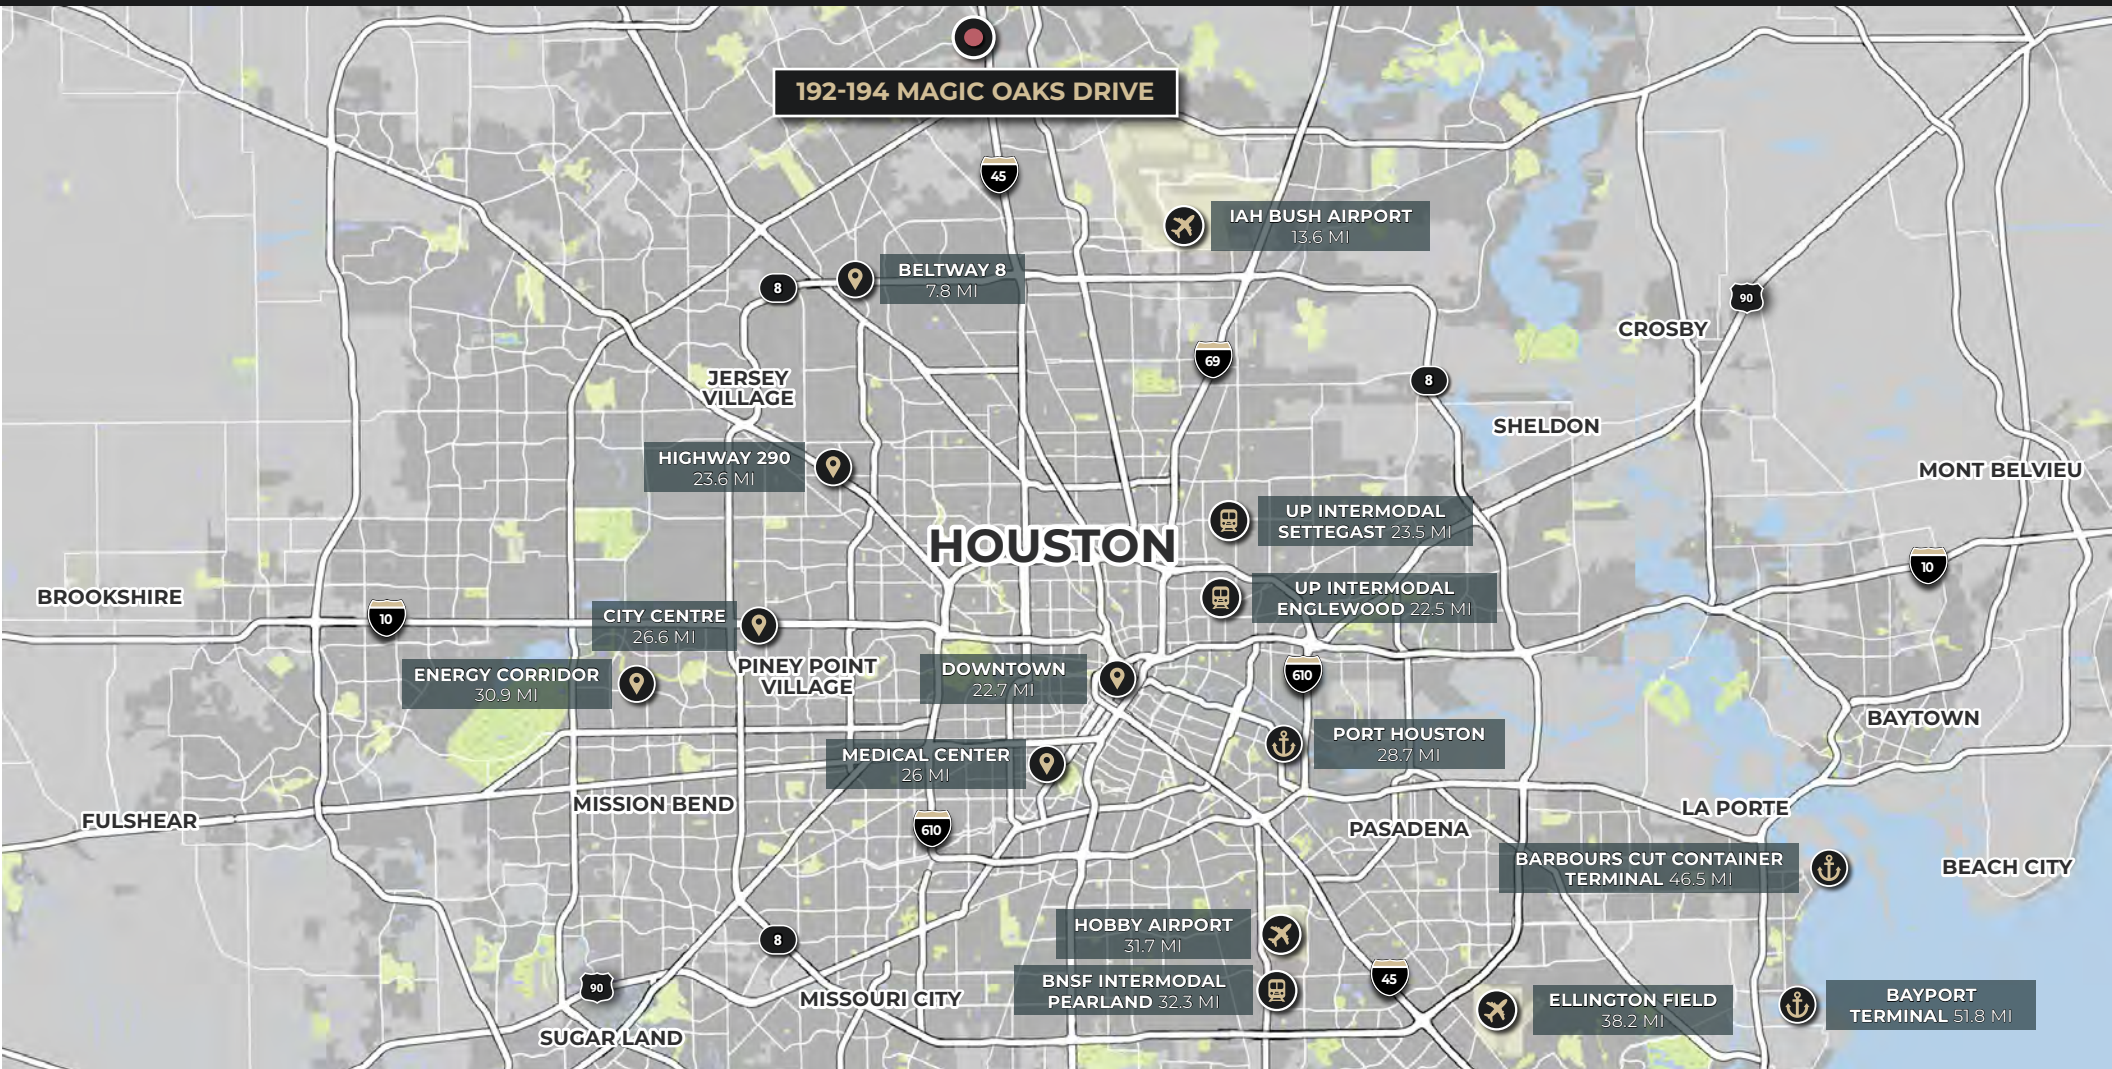 192-194 MAGIC OAKS DRIVE
45
IAH BUSH AIRPORT
13.6 MI
BELTWAY 8
7.8 MI
8
90
CROSBY
69
8
JERSEY
VILLAGE
SHELDON
HIGHWAY 290
23.6 MI
MONT BELVIEU
UP INTERMODAL
SETTEGAST 23.5 MI
HOUSTON
10
UP INTERMODAL
ENGLEWOOD 22.5 MI
BROOKSHIRE
10
CITY CENTRE
26.6 MI
ENERGY CORRIDOR
30.9 MI
PINEY POINT
VILLAGE
DOWNTOWN
22.7 MI
610
BAYTOWN
PORT HOUSTON
28.7 MI
MEDICAL CENTER
26 MI
MISSION BEND
LA PORTE
FULSHEAR
610
PASADENA
BARBOURS CUT CONTAINER
TERMINAL 46.5 MI
BEACH CITY
HOBBY AIRPORT
31.7 MI
8
BNSF INTERMODAL
PEARLAND 32.3 MI
45
90
MISSOURI CITY
ELLINGTON FIELD
38.2 MI
BAYPORT
TERMINAL 51.8 MI
SUGAR LAND